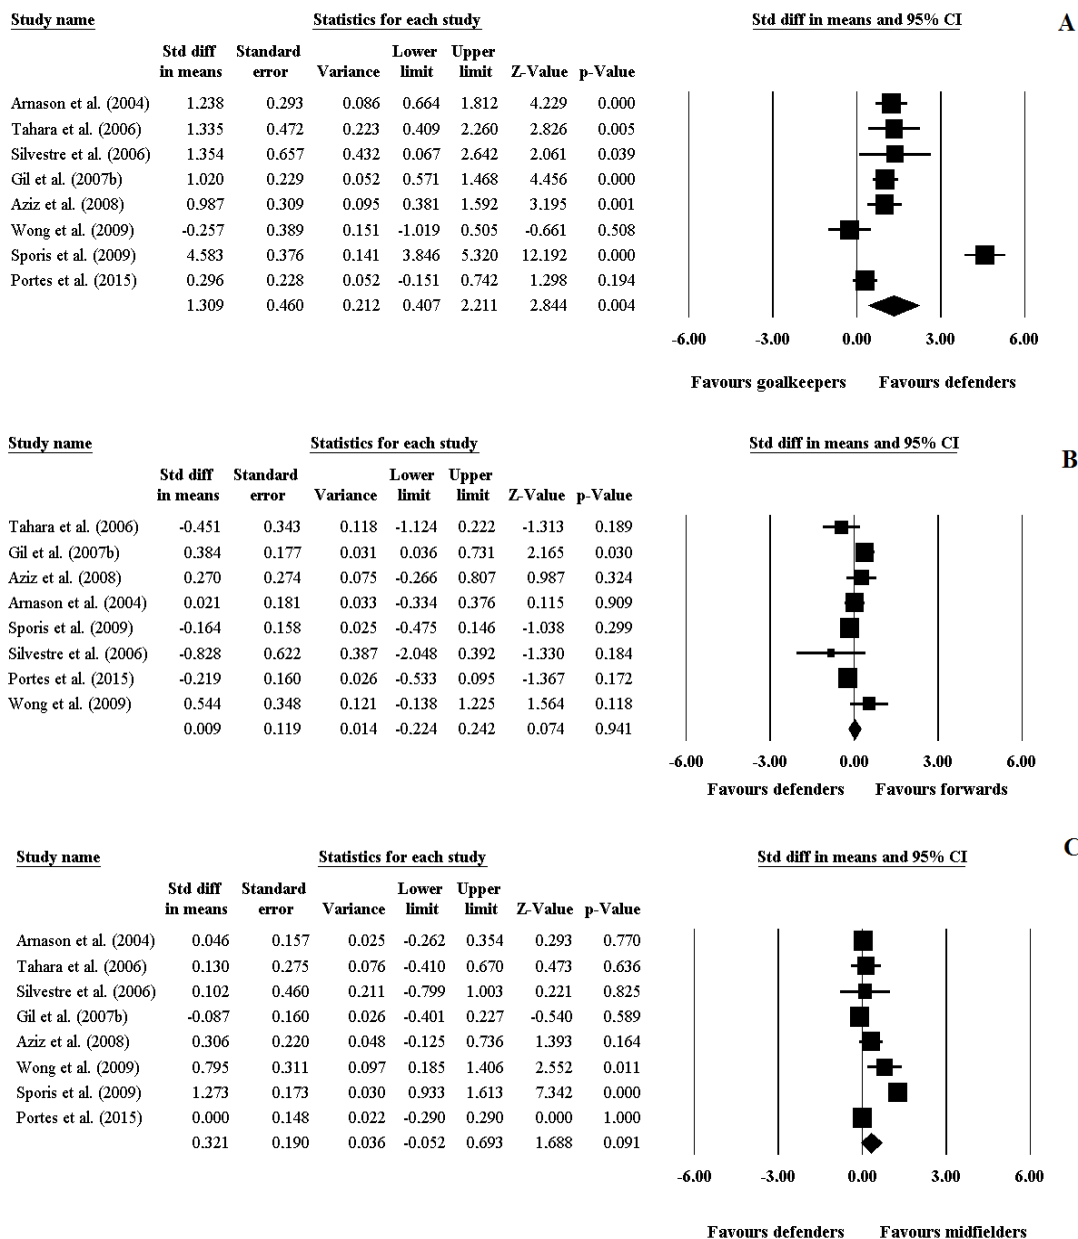 Study name Statistics for each study Std diff in means and 95% CI A
Std diff Standard Lower Upper
in means error Variance limit limit Z-Value p-Value
Arnason et al. (2004) 1.238 0.293 0.086 0.664 1.812 4.229 0.000
Tahara et al. (2006) 1.335 0.472 0.223 0.409 2.260 2.826 0.005
Silvestre et al. (2006) 1.354 0.657 0.432 0.067 2.642 2.061 0.039
Gil et al. (2007b) 1.020 0.229 0.052 0.571 1.468 4.456 0.000
Aziz et al. (2008) 0.987 0.309 0.095 0.381 1.592 3.195 0.001
Wong et al. (2009) -0.257 0.389 0.151 -1.019 0.505 -0.661 0.508
Sporis et al. (2009) 4.583 0.376 0.141 3.846 5.320 12.192 0.000
Portes et al. (2015) 0.296 0.228 0.052 -0.151 0.742 1.298 0.194
1.309 0.460 0.212 0.407 2.211 2.844 0.004
-6.00 -3.00 0.00 3.00 6.00
Favours goalkeepers Favours defenders
Study name Statistics for each study Std diff in means and 95% CI
B
Std diff Standard Lower Upper
in means error Variance limit limit Z-Value p-Value
Tahara et al. (2006) -0.451 0.343 0.118 -1.124 0.222 -1.313 0.189
Gil et al. (2007b) 0.384 0.177 0.031 0.036 0.731 2.165 0.030
Aziz et al. (2008) 0.270 0.274 0.075 -0.266 0.807 0.987 0.324
Arnason et al. (2004) 0.021 0.181 0.033 -0.334 0.376 0.115 0.909
Sporis et al. (2009) -0.164 0.158 0.025 -0.475 0.146 -1.038 0.299
Silvestre et al. (2006) -0.828 0.622 0.387 -2.048 0.392 -1.330 0.184
Portes et al. (2015) -0.219 0.160 0.026 -0.533 0.095 -1.367 0.172
Wong et al. (2009) 0.544 0.348 0.121 -0.138 1.225 1.564 0.118
0.009 0.119 0.014 -0.224 0.242 0.074 0.941
-6.00 -3.00 0.00 3.00 6.00
Favours defenders Favours forwards
Study name Statistics for each study Std diff in means and 95% CI C
Std diff Standard Lower Upper
in means error Variance limit limit Z-Value p-Value
Arnason et al. (2004) 0.046 0.157 0.025 -0.262 0.354 0.293 0.770
Tahara et al. (2006) 0.130 0.275 0.076 -0.410 0.670 0.473 0.636
Silvestre et al. (2006) 0.102 0.460 0.211 -0.799 1.003 0.221 0.825
Gil et al. (2007b) -0.087 0.160 0.026 -0.401 0.227 -0.540 0.589
Aziz et al. (2008) 0.306 0.220 0.048 -0.125 0.736 1.393 0.164
Wong et al. (2009) 0.795 0.311 0.097 0.185 1.406 2.552 0.011
Sporis et al. (2009) 1.273 0.173 0.030 0.933 1.613 7.342 0.000
Portes et al. (2015) 0.000 0.148 0.022 -0.290 0.290 0.000 1.000
0.321 0.190 0.036 -0.052 0.693 1.688 0.091
-6.00 -3.00 0.00 3.00 6.00
Favours defenders Favours midfielders